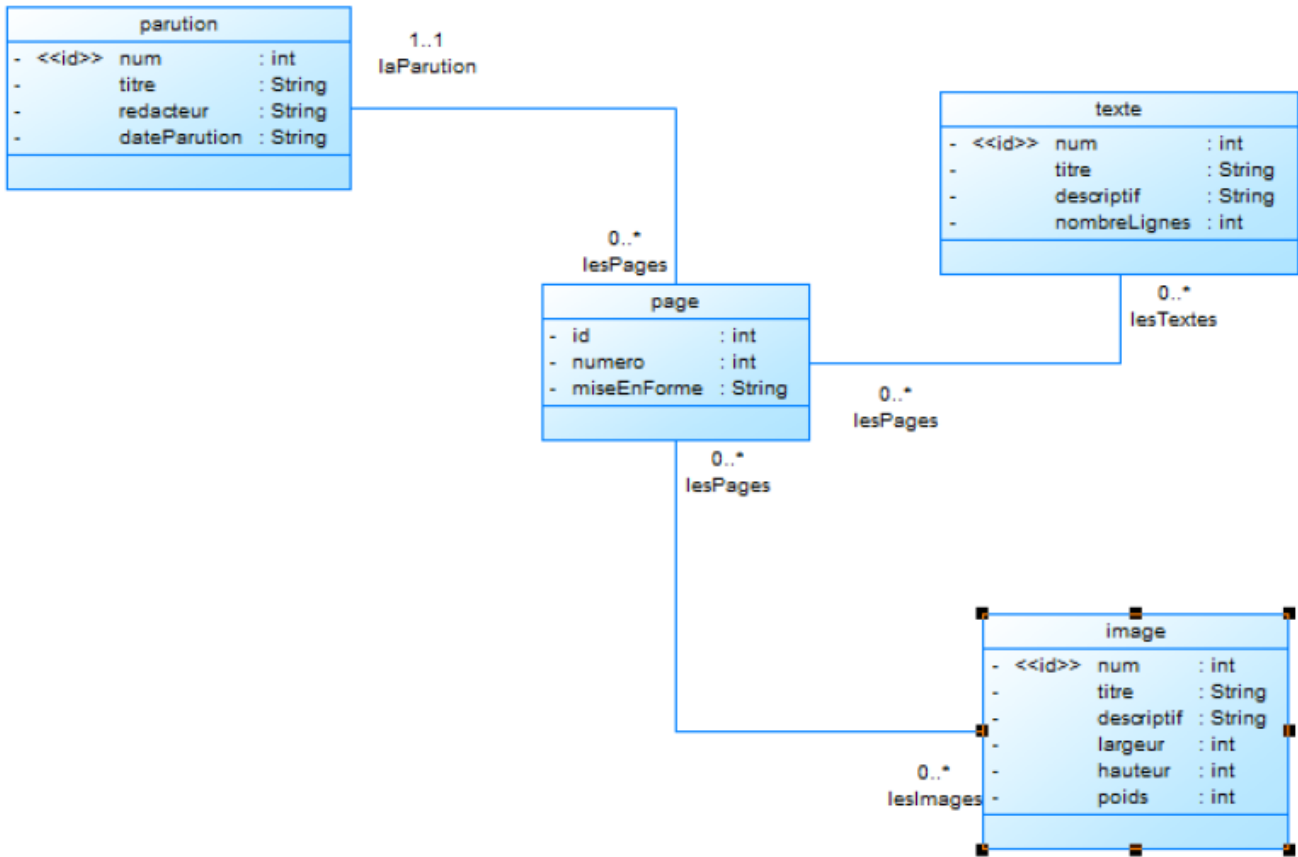 parution
- <<id>> num : int
- titre : String
- redacteur : String
- dateParution : String
1..1
laParution
texte
- <<id>> num : int
- titre : String
- descriptif : String
- nombreLignes : int
0..*
lesPages
0..*
lesTextes
page
- id : int
- numero : int
- miseEnForme : String
0..*
lesPages
0..*
lesPages
image
- <<id>> num : int
- titre : String
- descriptif : String
- largeur : int
- hauteur : int
- poids : int
0..*
lesImages